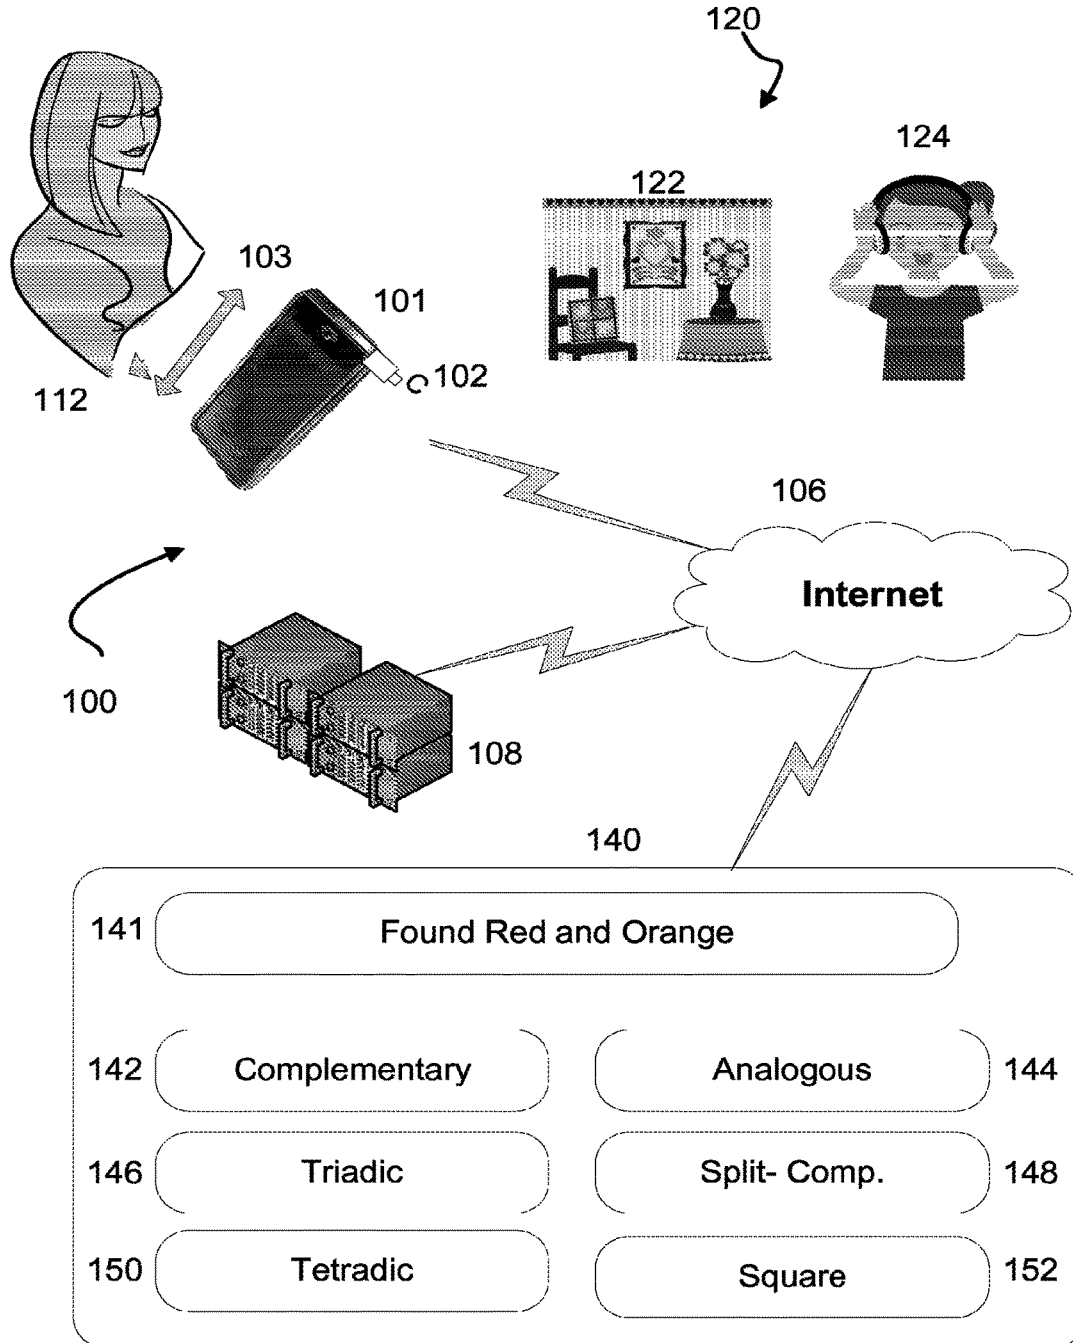 120
124
122
103
101
102
112
106
Internet
100
108
140
141 Found Red and Orange
142 Complementary Analogous 144
146 Triadic Split- Comp. 148
150 Tetradic Square 152